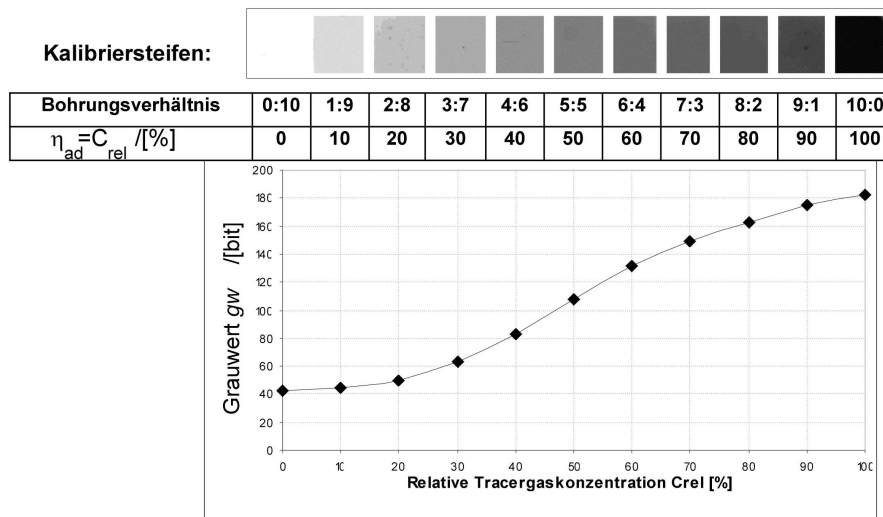 Kalibriersteifen:
Bohrungsverhältnis 0:10 1:9 2:8 3:7 4:6 5:5 6:4 7:3 8:2 9:1 10:0
η_ad=C_rel /[%] 0 10 20 30 40 50 60 70 80 90 100
200
180
160
140
120
100
80
60
40
20
0
Grauwert gw /[bit]
0 10 20 30 40 50 60 70 80 90 100
Relative Tracergaskonzentration Crel [%]